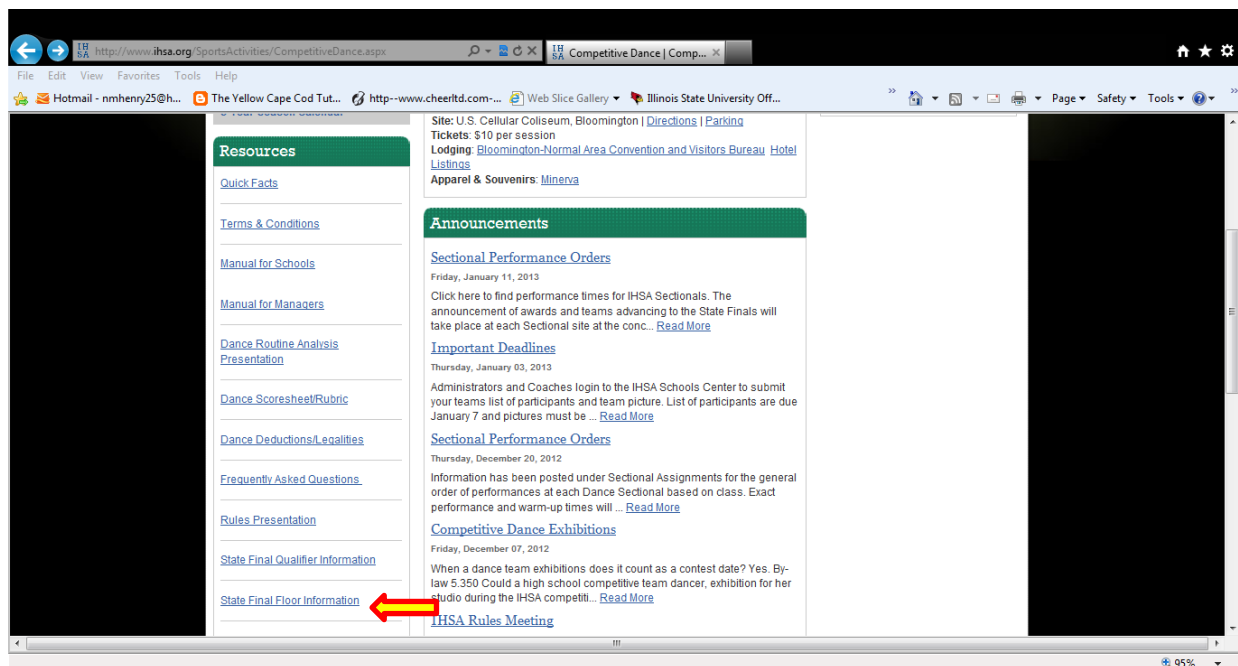 IH
SA http://www.ihsa.org/SportsActivities/CompetitiveDance.aspx
IH
SA Competitive Dance | Comp...
File Edit View Favorites Tools Help
Hotmail - nmhenry25@h... The Yellow Cape Cod Tut... http--www.cheerltd.com-... Web Slice Gallery Illinois State University Off... » Page Safety Tools »
Resources
Quick Facts
Terms & Conditions
Manual for Schools
Manual for Managers
Dance Routine Analysis
Presentation
Dance Scoresheet/Rubric
Dance Deductions/Legalities
Frequently Asked Questions
Rules Presentation
State Final Qualifier Information
State Final Floor Information
Site: U.S. Cellular Coliseum, Bloomington | Directions | Parking
Tickets: $10 per session
Lodging: Bloomington-Normal Area Convention and Visitors Bureau Hotel
Listings
Apparel & Souvenirs: Minerva
Announcements
Sectional Performance Orders
Friday, January 11, 2013
Click here to find performance times for IHSA Sectionals. The
announcement of awards and teams advancing to the State Finals will
take place at each Sectional site at the conc... Read More
Important Deadlines
Thursday, January 03, 2013
Administrators and Coaches login to the IHSA Schools Center to submit
your teams list of participants and team picture. List of participants are due
January 7 and pictures must be ... Read More
Sectional Performance Orders
Thursday, December 20, 2012
Information has been posted under Sectional Assignments for the general
order of performances at each Dance Sectional based on class. Exact
performance and warm-up times will ... Read More
Competitive Dance Exhibitions
Friday, December 07, 2012
When a dance team exhibitions does it count as a contest date? Yes. By-
law 5.350 Could a high school competitive team dancer, exhibition for her
studio during the IHSA competiti... Read More
IHSA Rules Meeting
95%